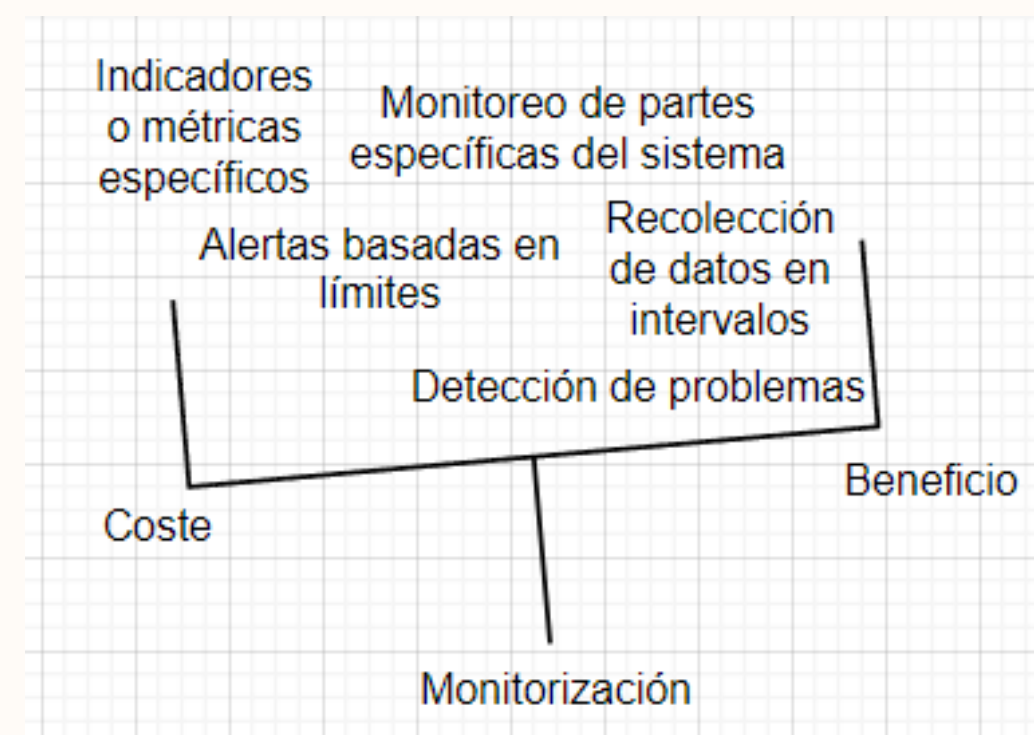 Indicadores
o métricas
específicos
Monitoreo de partes
específicas del sistema
Alertas basadas en
límites
Recolección
de datos en
intervalos
Detección de problemas
Beneficio
Coste
Monitorización